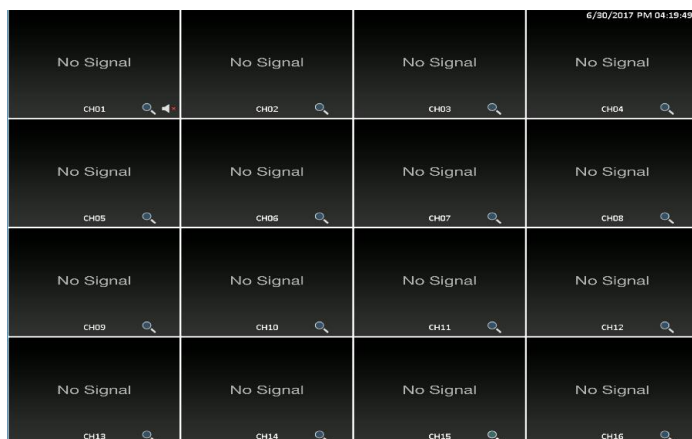 6/30/2017 PM 04:19:49
No Signal No Signal No Signal No Signal
CH01 CH02 CH03 CH04
No Signal No Signal No Signal No Signal
CH05 CH06 CH07 CH08
No Signal No Signal No Signal No Signal
CH09 CH10 CH11 CH12
No Signal No Signal No Signal No Signal
CH13 CH14 CH15 CH16